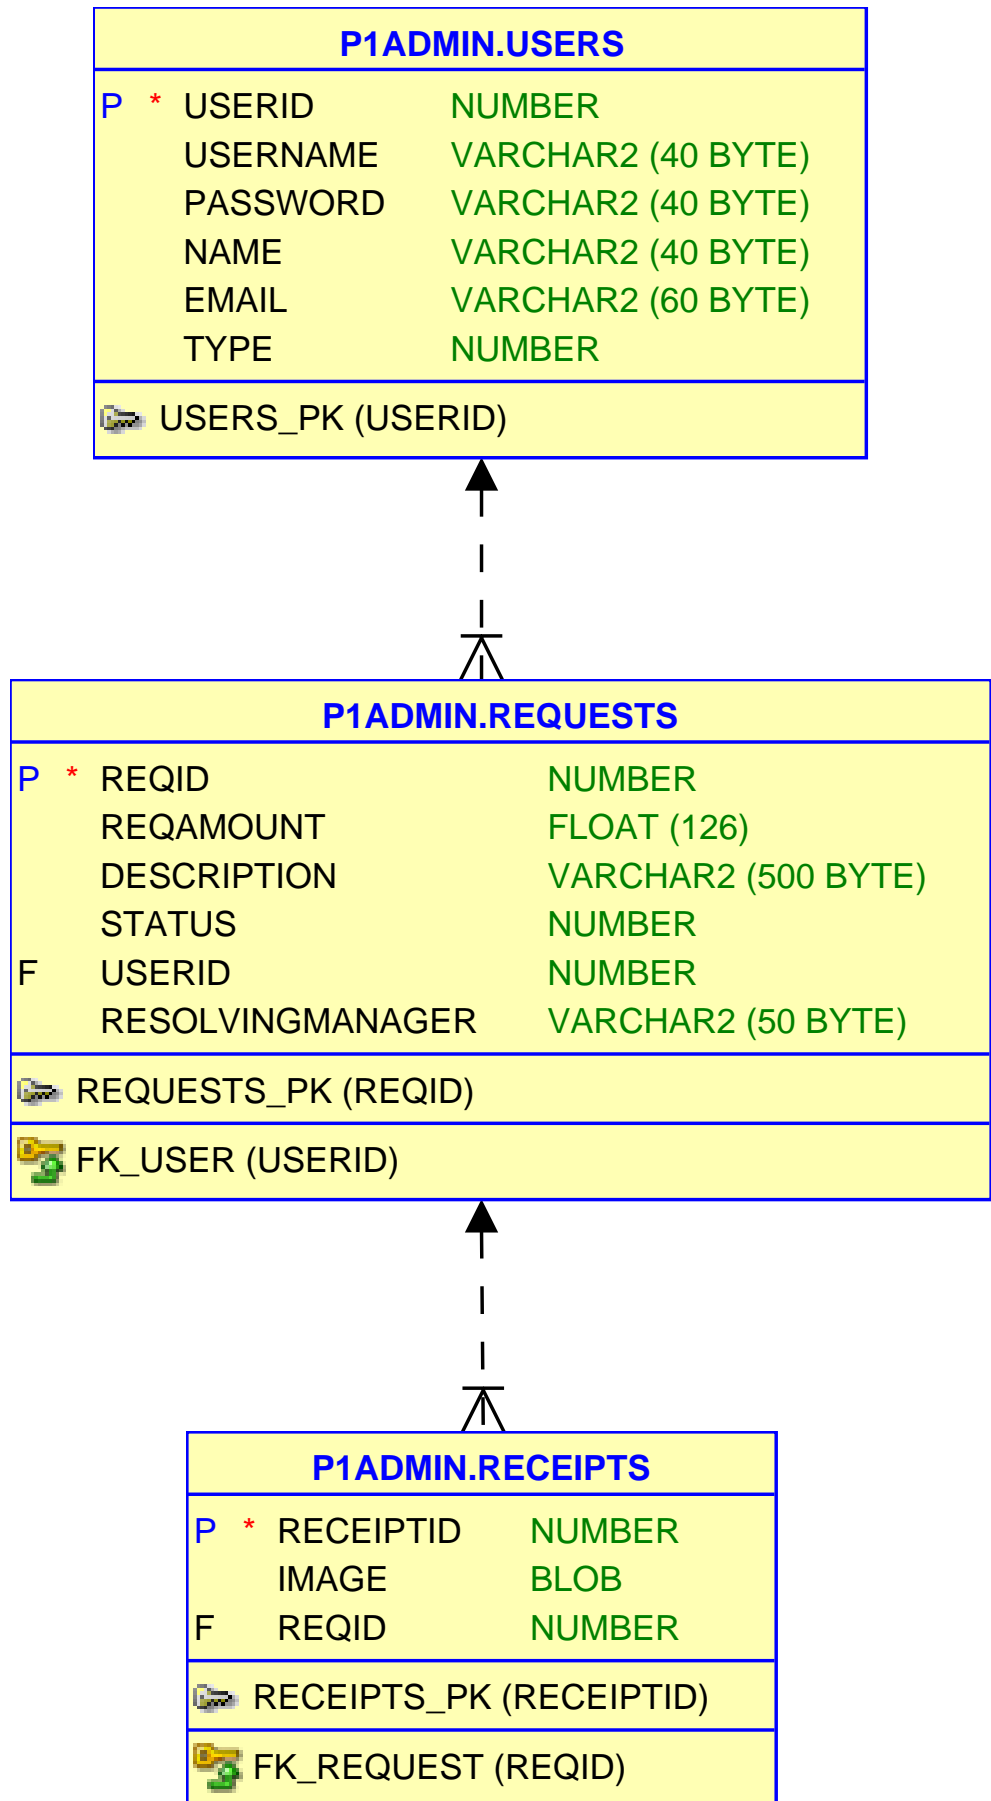 P1ADMIN.USERS
P * USERID NUMBER
USERNAME VARCHAR2 (40 BYTE)
PASSWORD VARCHAR2 (40 BYTE)
NAME VARCHAR2 (40 BYTE)
EMAIL VARCHAR2 (60 BYTE)
TYPE NUMBER
USERS_PK (USERID)
P1ADMIN.REQUESTS
P * REQID NUMBER
REQAMOUNT FLOAT (126)
DESCRIPTION VARCHAR2 (500 BYTE)
STATUS NUMBER
F USERID NUMBER
RESOLVINGMANAGER VARCHAR2 (50 BYTE)
REQUESTS_PK (REQID)
FK_USER (USERID)
P1ADMIN.RECEIPTS
P * RECEIPTID NUMBER
IMAGE BLOB
F REQID NUMBER
RECEIPTS_PK (RECEIPTID)
FK_REQUEST (REQID)